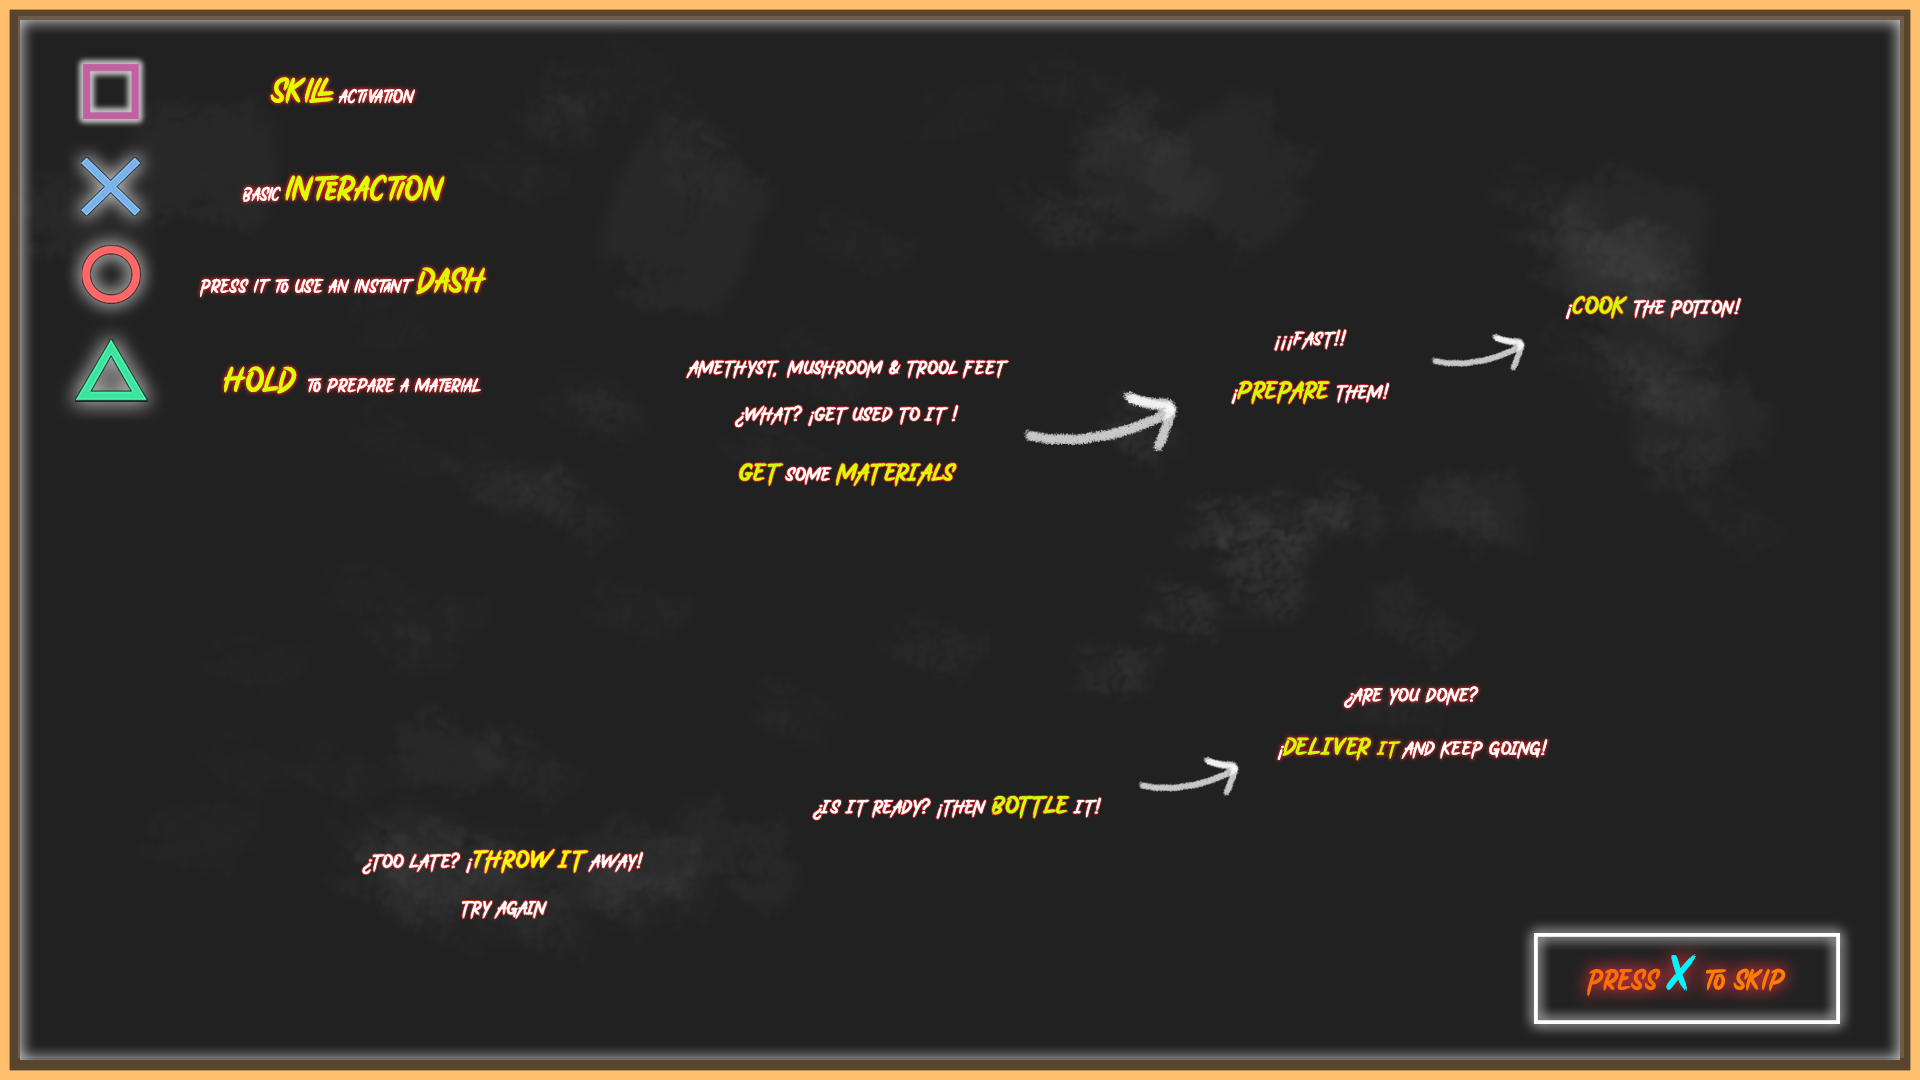 SKILL ACTIVATION
BASIC INTERACTION
PRESS IT TO USE AN INSTANT DASH
HOLD TO PREPARE A MATERIAL
AMETHYST, MUSHROOM & TROOL FEET
¿WHAT? ¡GET USED TO IT !
GET SOME MATERIALS
¡¡¡FAST!!
¡PREPARE THEM!
¡COOK THE POTION!
¿TOO LATE? ¡THROW IT AWAY!
TRY AGAIN
¿IS IT READY? ¡THEN BOTTLE IT!
¿ARE YOU DONE?
¡DELIVER IT AND KEEP GOING!
PRESS X TO SKIP